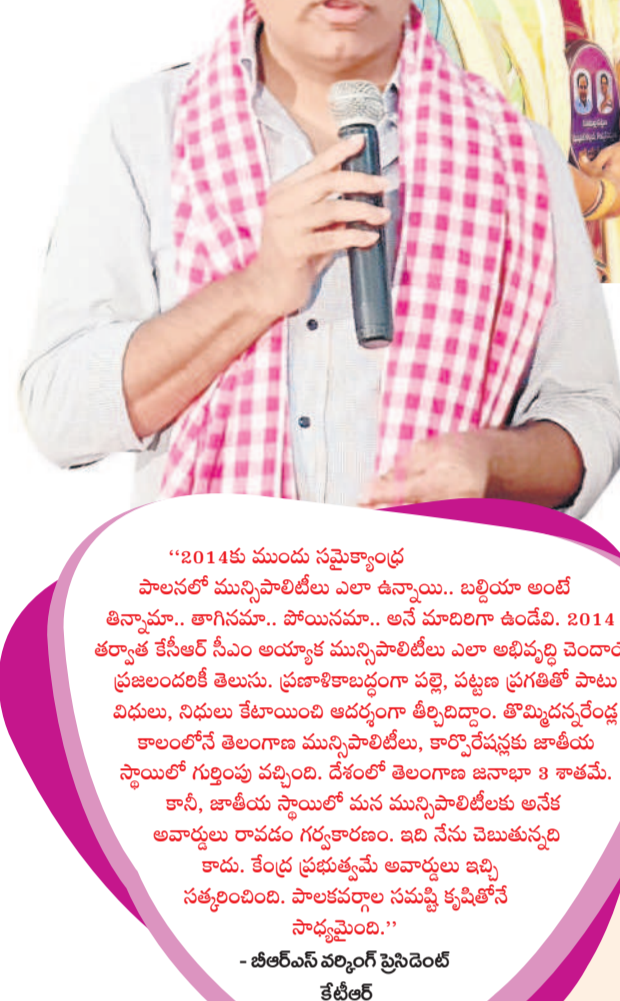 ‘‘2014కు ముందు సమైక్యాంధ్ర
పాలనలో మున్సిపాలిటీలు ఎలా ఉన్నాయి.. బల్దియా అంటే
తిన్నామా.. తాగినమా.. పోయినమా.. అనే మాదిరిగా ఉండేవి. 2014
తర్వాత కేసీఆర్ సీఎం అయ్యాక మున్సిపాలిటీలు ఎలా అభివృద్ధి
ప్రజలందరికీ తెలుసు. ప్రణాళికాబద్ధంగా పల్లె, పట్టణ ప్రగతితో పాటు
విధులు, నిధులు కేటాయించి ఆదర్శంగా తీర్చిదిద్దాం. తొమ్మిదన్నరేండ్ల
కాలంలోనే తెలంగాణ మున్సిపాలిటీలు, కార్పొరేషన్లకు జాతీయ
స్థాయిలో గుర్తింపు వచ్చింది. దేశంలో తెలంగాణ జనాభా 3 శాతమే.
కానీ, జాతీయ స్థాయిలో మన మున్సిపాలిటీలకు అనేక
అవార్డులు రావడం గర్వకారణం. ఇది నేను చెబుతున్నది
కాదు. కేంద్ర ప్రభుత్వమే అవార్డులు ఇచ్చి
సత్కరించింది. పాలకవర్గాల సమష్టి కృషితోనే
సాధ్యమైంది.’’
- బీఆర్ఎస్ వర్కింగ్ ప్రెసిడెంట్
కేటీఆర్